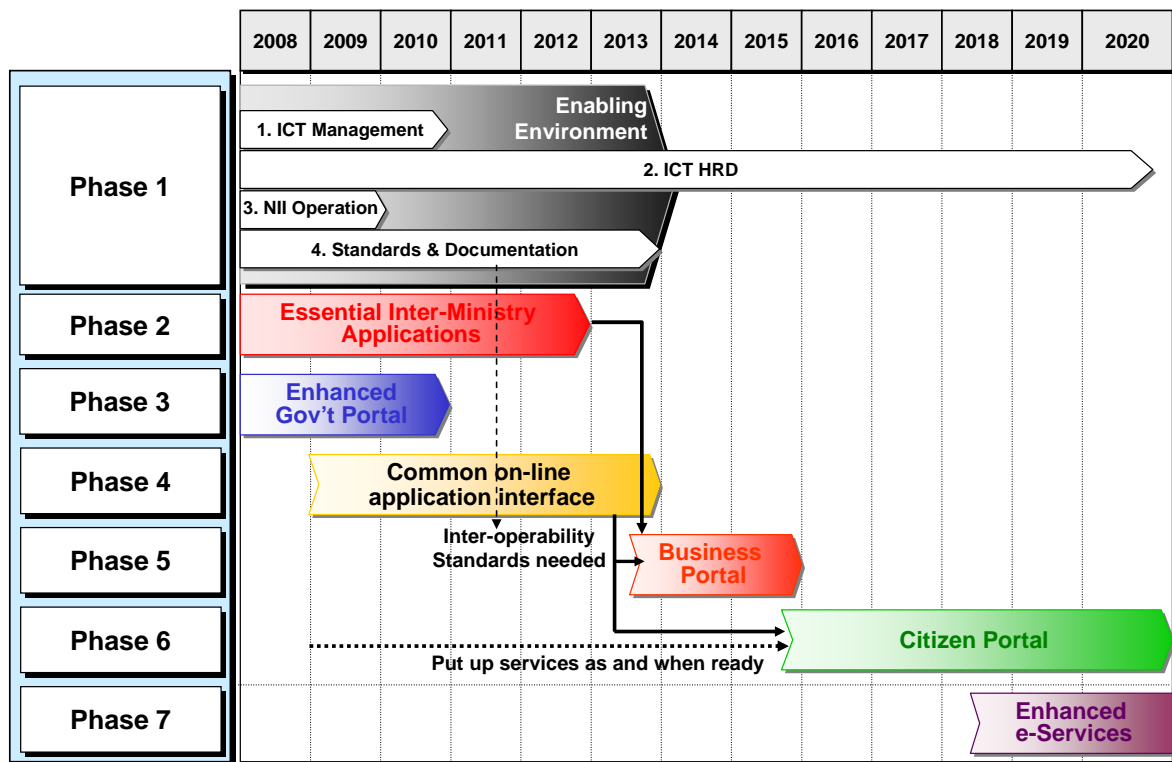 2008 2009 2010 2011 2012 2013 2014 2015 2016 2017 2018 2019 2020
Phase 1
Enabling
Environment
1. ICT Management
2. ICT HRD
3. NII Operation
4. Standards & Documentation
Phase 2
Essential Inter-Ministry
Applications
Phase 3
Enhanced
Gov't Portal
Phase 4
Common on-line
application interface
Inter-operability
Standards needed
Phase 5
Business
Portal
Phase 6
Citizen Portal
Put up services as and when ready
Phase 7
Enhanced
e-Services